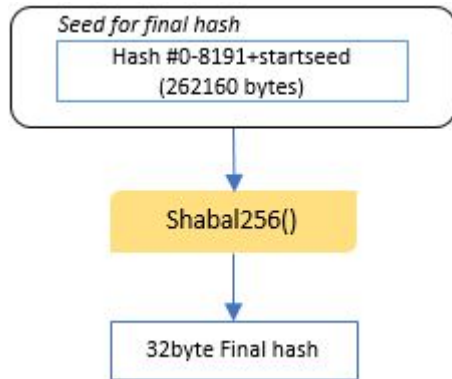 Seed for final hash
Hash #0-8191+startseed
(262160 bytes)
Shabal256()
32byte Final hash